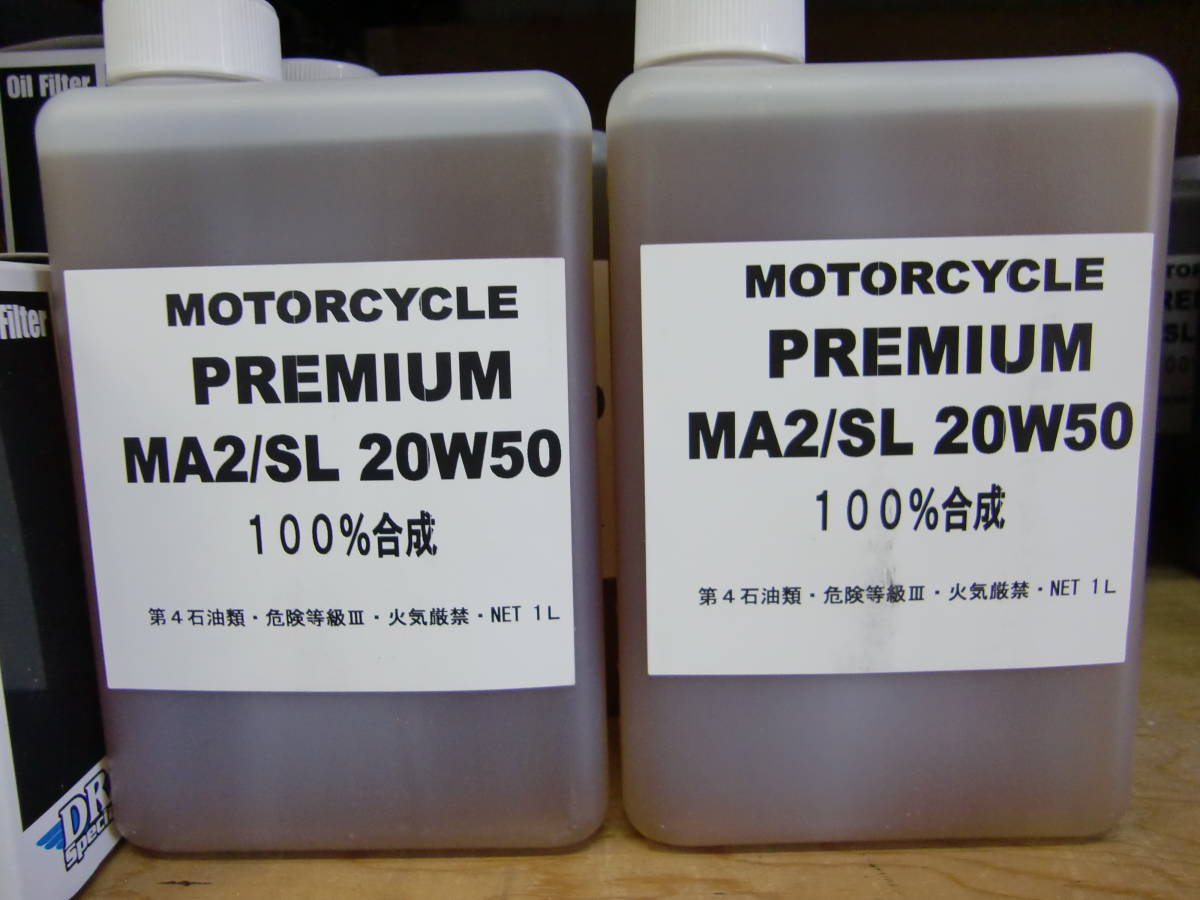 Oil Filter
Filter
DR
MOTORCYCLE
PREMIUM
MA2/SL 20W50
１００％合成
第４石油類・危険等級Ⅲ・火気厳禁・NET １Ｌ
MOTORCYCLE
PREMIUM
MA2/SL 20W50
１００％合成
第４石油類・危険等級Ⅲ・火気厳禁・NET １Ｌ